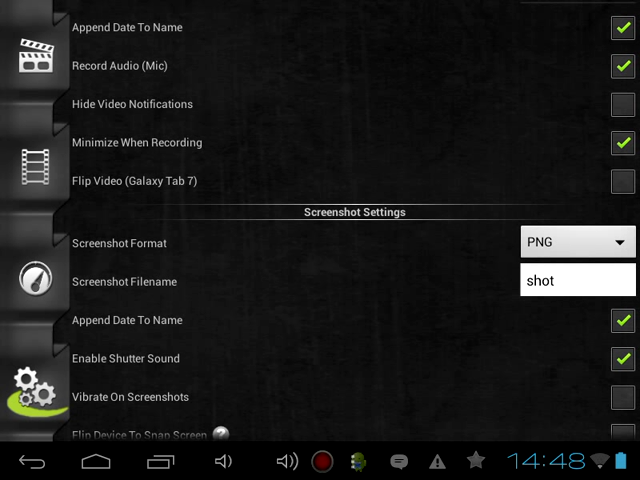 Append Date To Name
Record Audio (Mic)
Hide Video Notifications
Minimize When Recording
Flip Video (Galaxy Tab 7)
Screenshot Settings
Screenshot Format
PNG
Screenshot Filename
shot
Append Date To Name
Enable Shutter Sound
Vibrate On Screenshots
Flip Device To Snap Screen ?
14:48